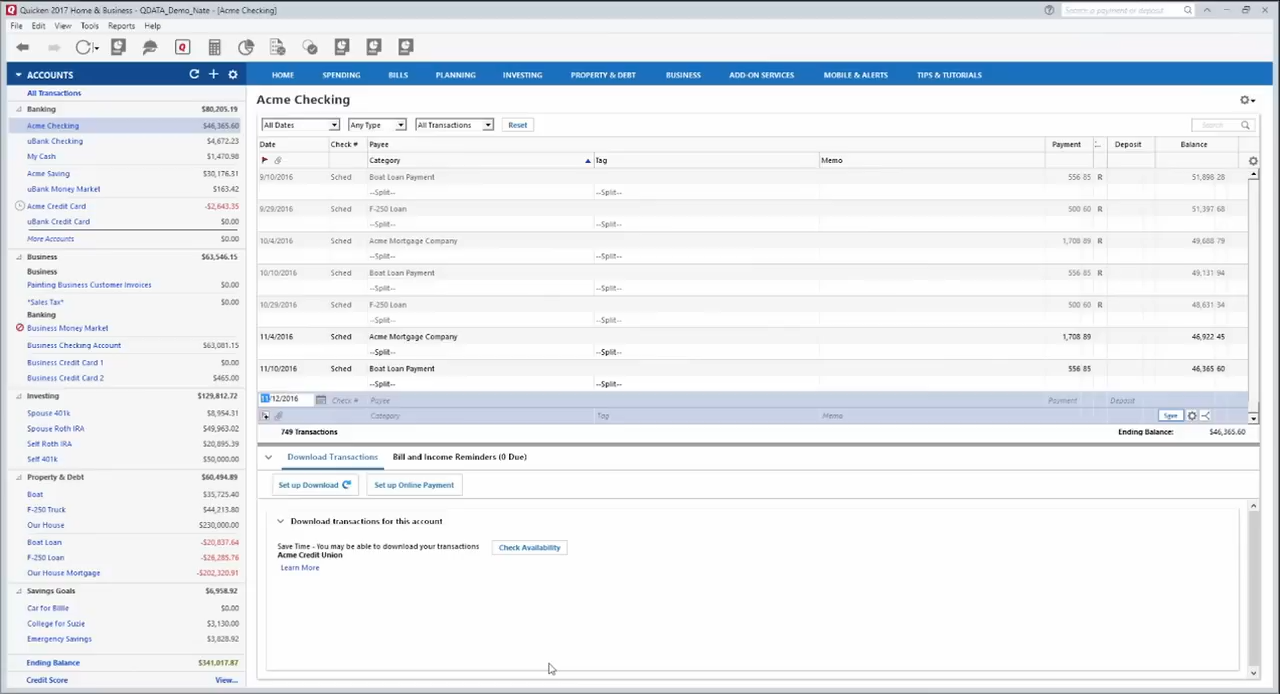 Quicken 2017 Home & Business - QDATA_Demo_Nate - [Acme Checking]
Search a payment or deposit
File Edit View Tools Reports Help
ACCOUNTS
HOME SPENDING BILLS PLANNING INVESTING PROPERTY & DEBT BUSINESS ADD-ON SERVICES MOBILE & ALERTS TIPS & TUTORIALS
All Transactions
Banking $80,205.19
Acme Checking $46,365.60
uBank Checking $4,672.23
My Cash $1,470.98
Acme Saving $30,176.31
uBank Money Market $163.42
Acme Credit Card -$2,643.35
uBank Credit Card $0.00
More Accounts $0.00
Business $63,546.15
Business
Painting Business Customer Invoices $0.00
*Sales Tax* $0.00
Banking
Business Money Market
Business Checking Account $63,081.15
Business Credit Card 1 $0.00
Business Credit Card 2 $465.00
Investing $129,812.72
Spouse 401k $8,954.31
Spouse Roth IRA $49,963.02
Self Roth IRA $20,895.39
Self 401k $50,000.00
Property & Debt $60,494.89
Boat $35,725.40
F-250 Truck $44,213.80
Our House $230,000.00
Boat Loan -$20,837.64
F-250 Loan -$26,285.76
Our House Mortgage -$202,320.91
Savings Goals $6,958.92
Car for Billie $0.00
College for Suzie $3,130.00
Emergency Savings $3,828.92
Ending Balance $341,017.87
Credit Score View...
Acme Checking
All Dates Any Type All Transactions Reset Search
Date Check # Payee Payment Deposit Balance
Category Tag Memo
9/10/2016 Sched Boat Loan Payment 556 85 R 51,898 28
--Split-- --Split--
9/29/2016 Sched F-250 Loan 500 60 R 51,397 68
--Split-- --Split--
10/4/2016 Sched Acme Mortgage Company 1,708 89 R 49,688 79
--Split-- --Split--
10/10/2016 Sched Boat Loan Payment 556 85 R 49,131 94
--Split-- --Split--
10/29/2016 Sched F-250 Loan 500 60 R 48,631 34
--Split-- --Split--
11/4/2016 Sched Acme Mortgage Company 1,708 89 46,922 45
--Split-- --Split--
11/10/2016 Sched Boat Loan Payment 556 85 46,365 60
--Split-- --Split--
11/12/2016 Check # Payee Payment Deposit
Category Tag Memo Save
749 Transactions Ending Balance: $46,365.60
Download Transactions Bill and Income Reminders (0 Due)
Set up Download Set up Online Payment
Download transactions for this account
Save Time - You may be able to download your transactions Check Availability
Acme Credit Union
Learn More